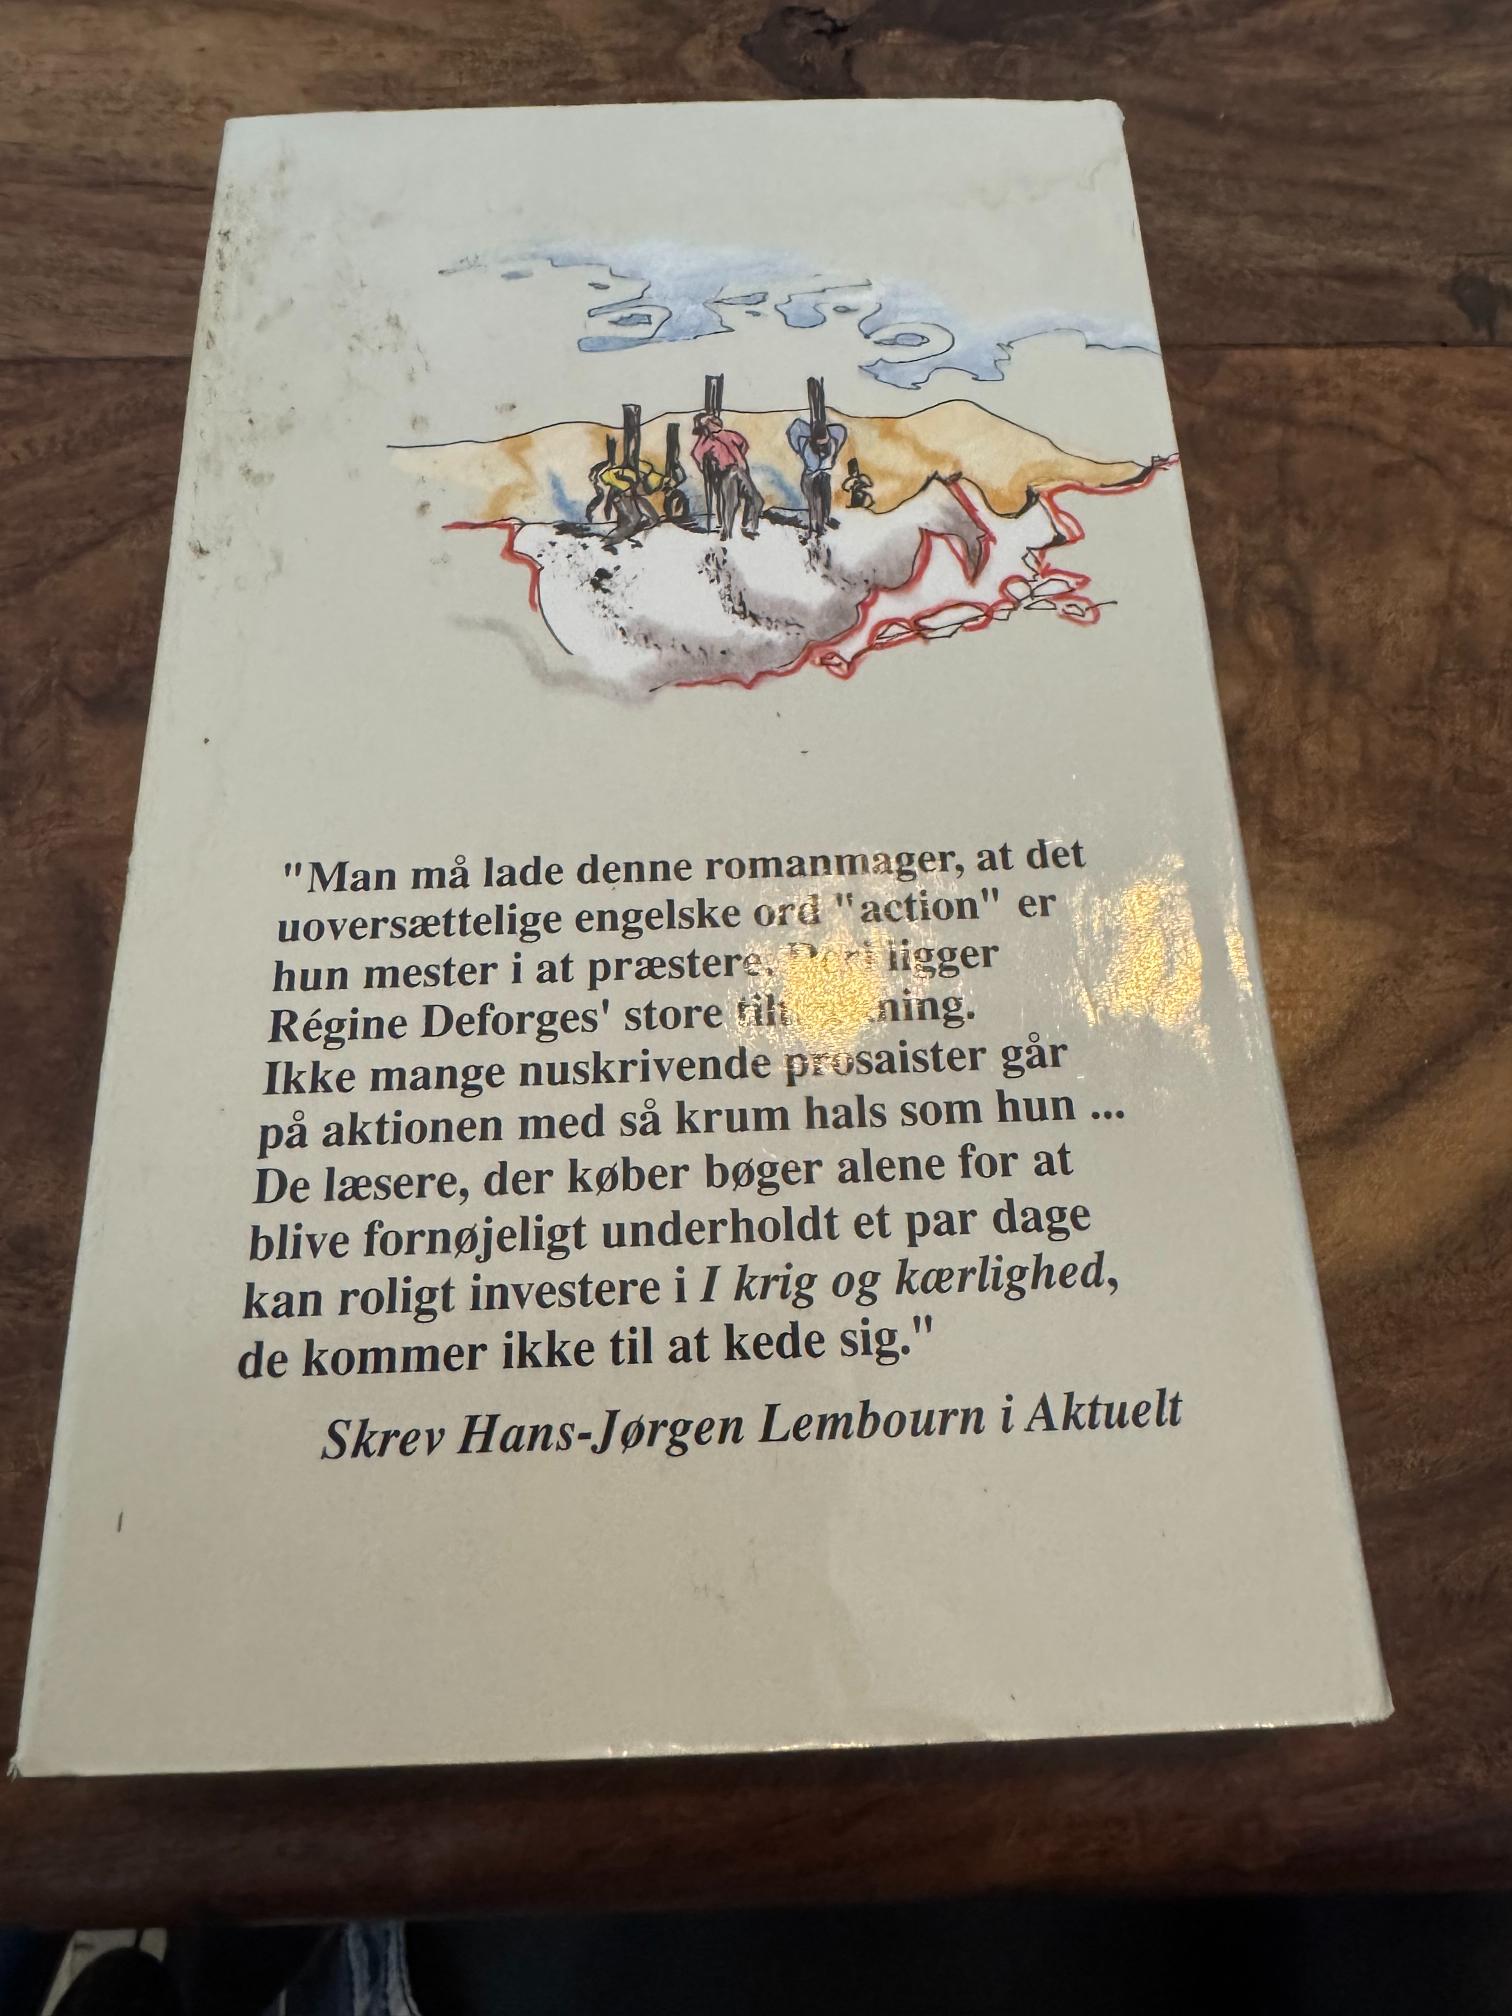 "Man må lade denne romanmager, at det
uoversættelige engelske ord "action" er
hun mester i at præstere. Deri ligger
Régine Deforges' store
Ikke mange nuskrivende prosaister går
på aktionen med så krum hals som hun ...
De læsere, der køber bøger alene for at
blive fornøjeligt underholdt et par dage
kan roligt investere i I krig og kærlighed,
de kommer ikke til at kede sig."
Skrev Hans-Jørgen Lembourn i Aktuelt